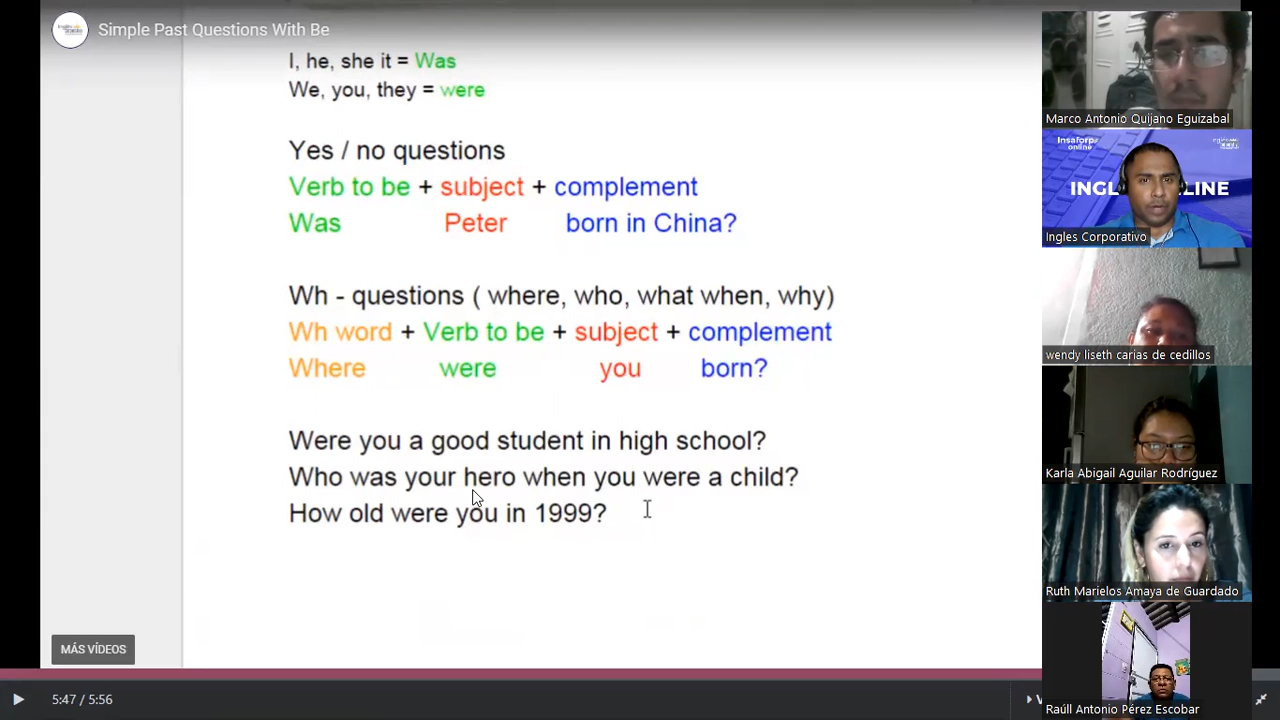 Simple Past Questions With Be
I, he, she it = Was
We, you, they = were
Yes / no questions
Verb to be + subject + complement
Was Peter born in China?
Wh - questions ( where, who, what when, why)
Wh word + Verb to be + subject + complement
Where were you born?
Were you a good student in high school?
Who was your hero when you were a child?
How old were you in 1999?
MÁS VÍDEOS
5:47 / 5:56
Marco Antonio Quijano Eguizabal
Insaforp
online
Ingles Corporativo
wendy liseth carias de cedillos
Karla Abigail Aguilar Rodríguez
Ruth Marielos Amaya de Guardado
Raúll Antonio Pérez Escobar